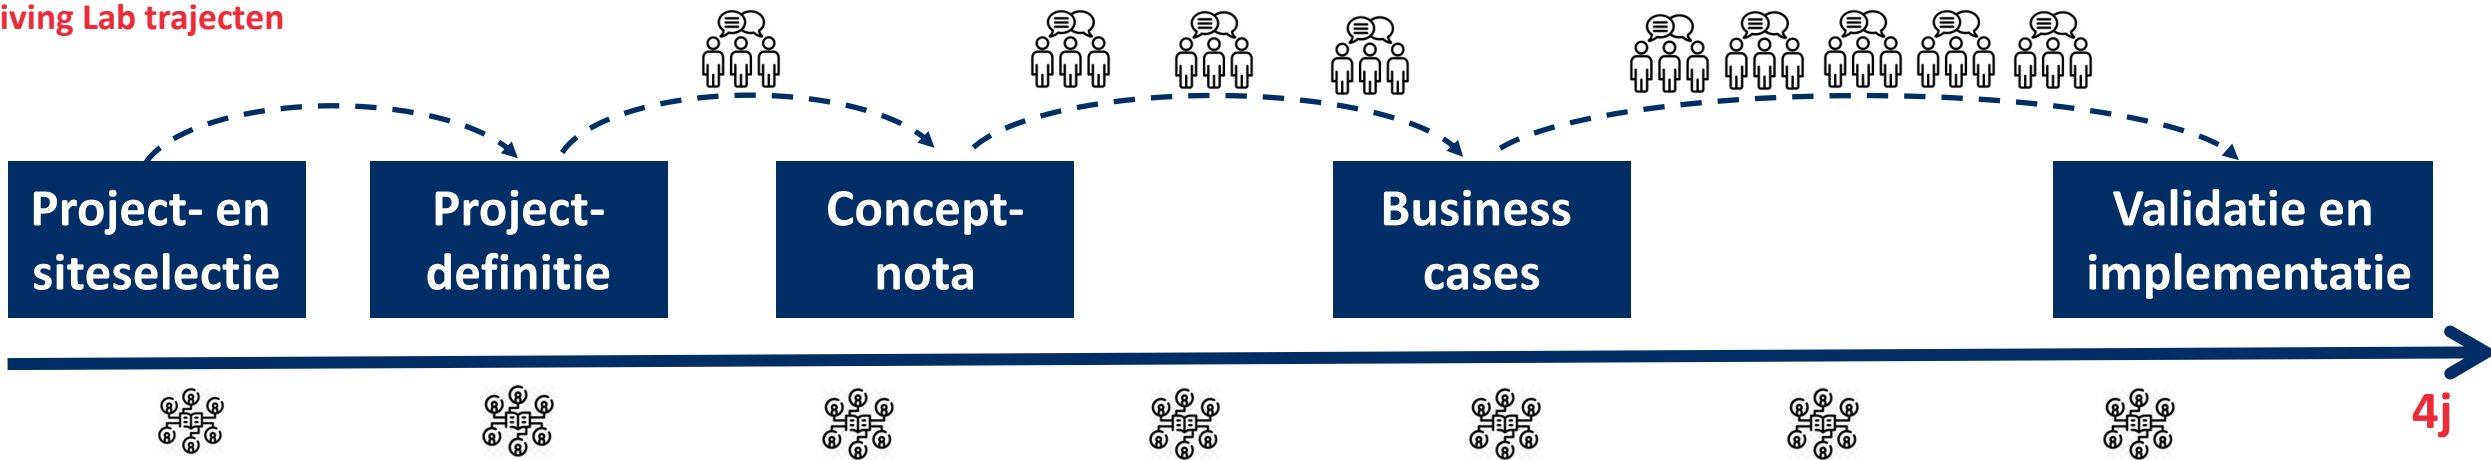 iving Lab trajecten
Project- en
siteselectie
Project-
definitie
Concept-
nota
Business
cases
Validatie en
implementatie
4j